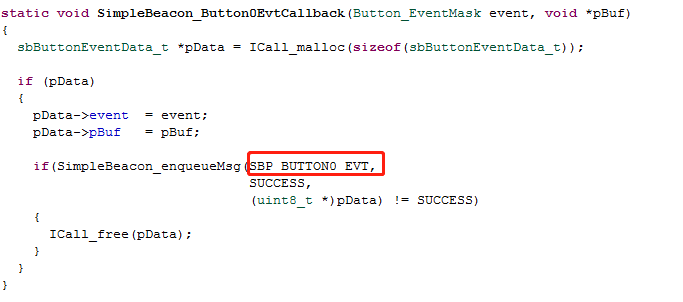 static void SimpleBeacon_Button0EvtCallback(Button_EventMask event, void *pBuf)
{
  sbButtonEventData_t *pData = ICall_malloc(sizeof(sbButtonEventData_t));
  if (pData)
  {
    pData->event  = event;
    pData->pBuf   = pBuf;
    if(SimpleBeacon_enqueueMsg(SBP_BUTTON0_EVT,
                               SUCCESS,
                               (uint8_t *)pData) != SUCCESS)
    {
      ICall_free(pData);
    }
  }
}